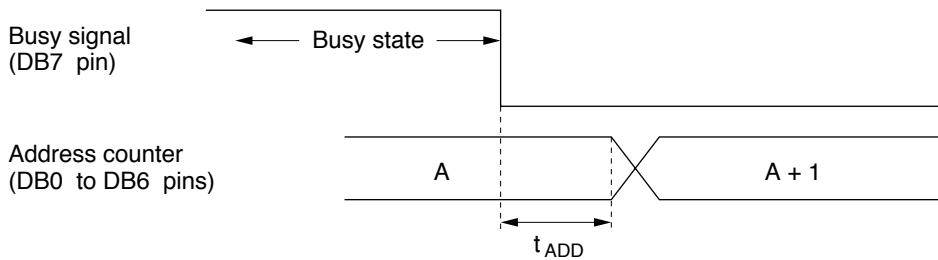 Busy signal
(DB7 pin)
Busy state
Address counter
(DB0 to DB6 pins)
A
A + 1
t ADD